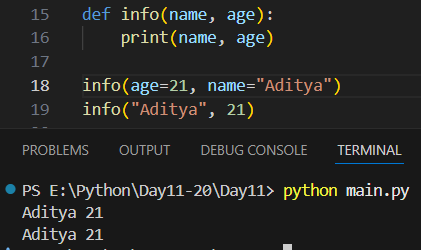 15 def info(name, age):
16     print(name, age)
17
18 info(age=21, name="Aditya")
19 info("Aditya", 21)
PROBLEMS OUTPUT DEBUG CONSOLE TERMINAL
PS E:\Python\Day11-20\Day11> python main.py
Aditya 21
Aditya 21